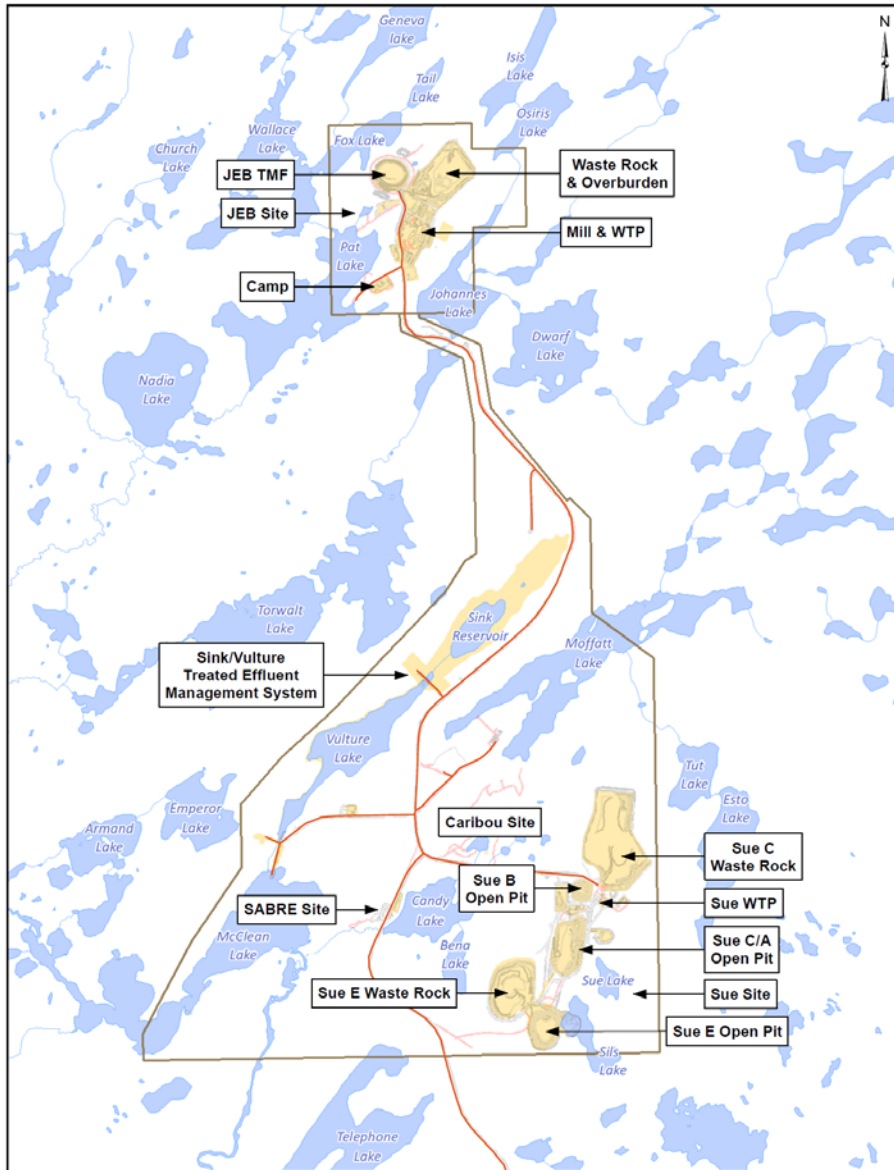 Geneva
lake
N
Isis
Lake
Tail
Lake
Osiris
Lake
Wallace
Lake
Fox Lake
Church
Lake
JEB TMF
Waste Rock
& Overburden
JEB Site
Mill & WTP
Pat
Lake
Camp
Johannes
Lake
Dwarf
Lake
Nadia
Lake
Torwalt
Lake
Sink
Reservoir
Moffatt
Lake
Sink/Vulture
Treated Effluent
Management System
Vulture
Lake
Tut
Lake
Esto
Lake
Emperor
Lake
Armand
Lake
Caribou Site
Sue C
Waste Rock
Sue B
Open Pit
SABRE Site
Candy
Lake
Sue WTP
McClean
Lake
Sue C/A
Open Pit
Bena
Lake
Sue E Waste Rock
Sue Lake
Sue Site
Sue E Open Pit
Sils
Lake
Telephone
Lake